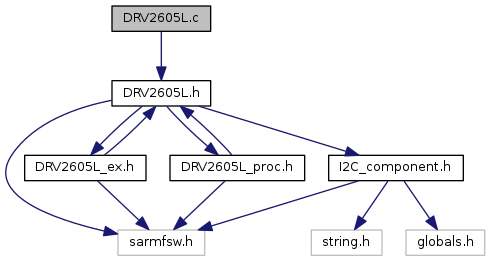 DRV2605L.c
DRV2605L.h
DRV2605L_ex.h
DRV2605L_proc.h
I2C_component.h
sarmfsw.h
string.h
globals.h